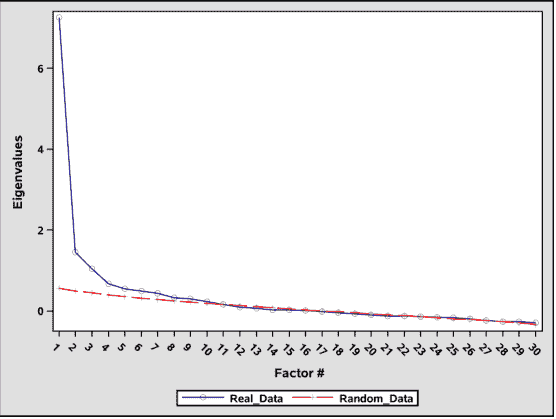 Eigenvalues
6
4
2
0
1 2 3 4 5 6 7 8 9 10 11 12 13 14 15 16 17 18 19 20 21 22 23 24 25 26 27 28 29 30
Factor #
Real_Data Random_Data